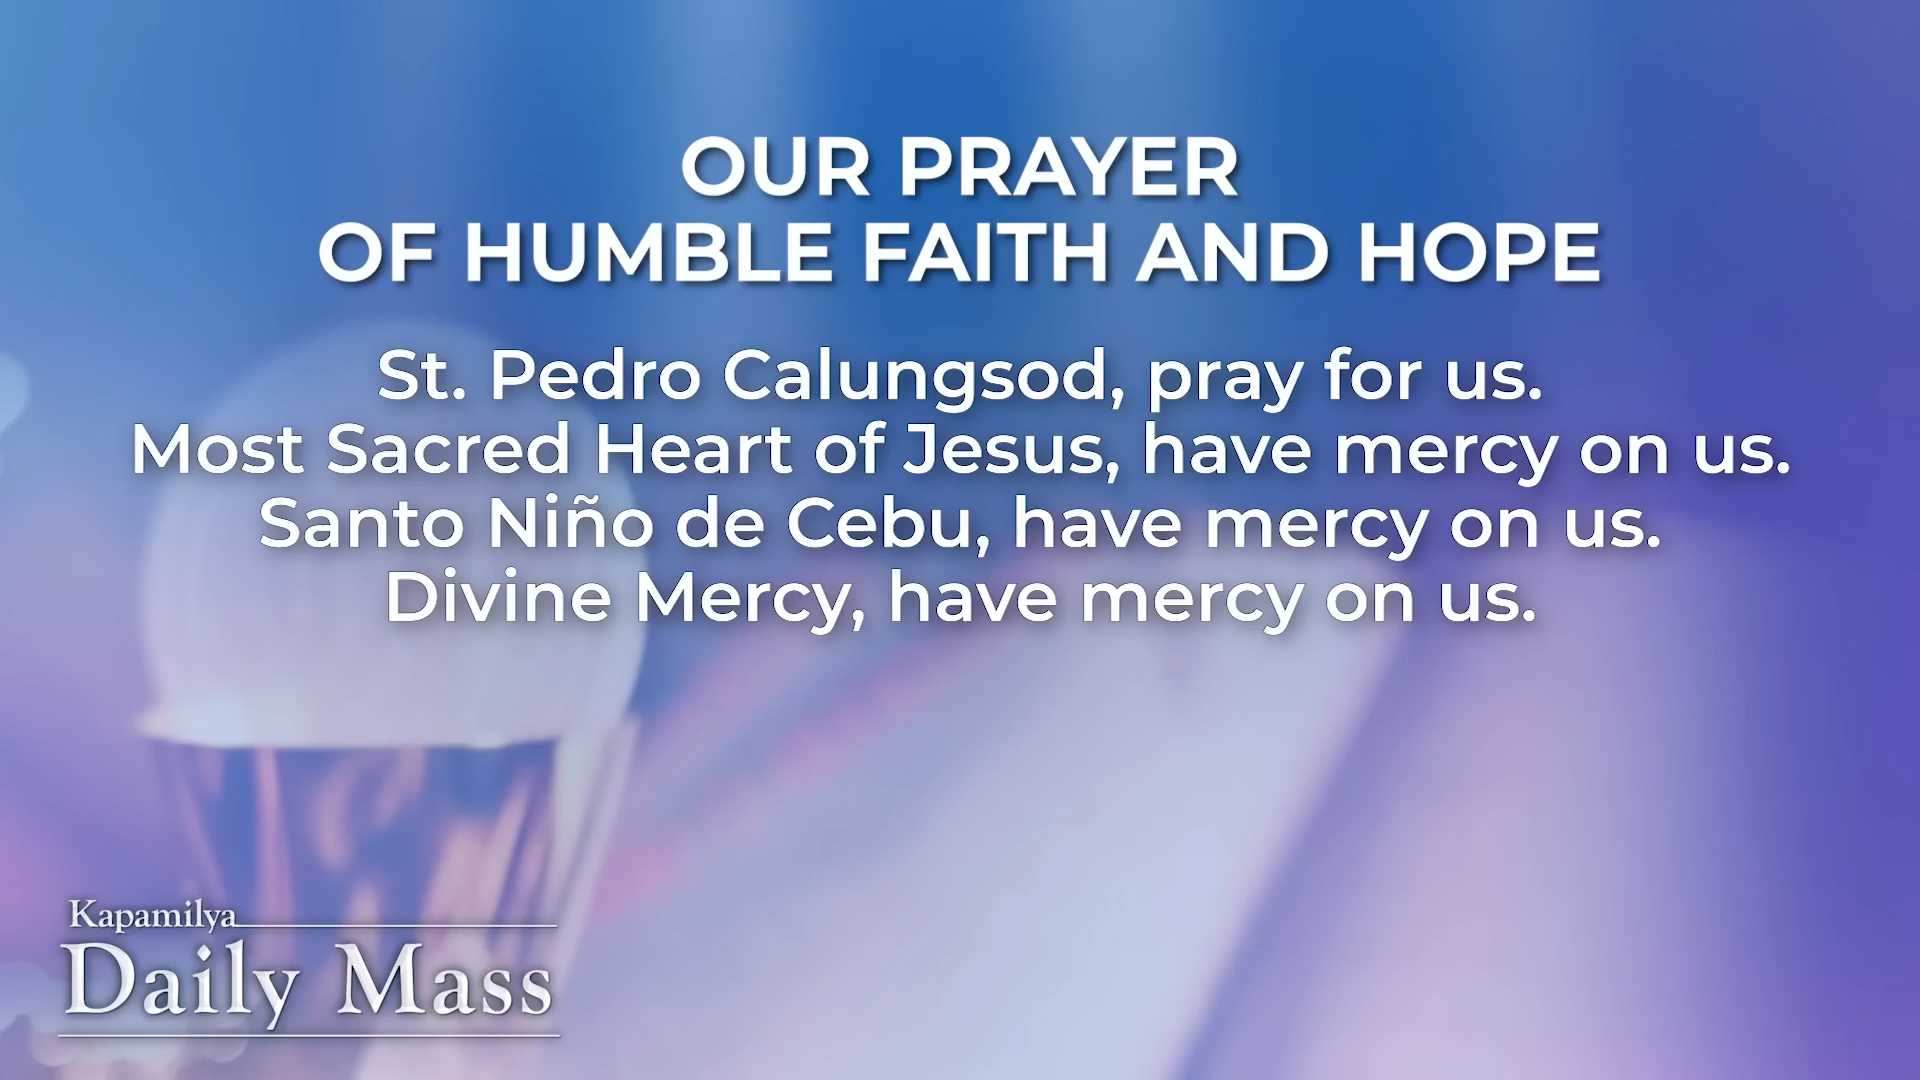 OUR PRAYER
OF HUMBLE FAITH AND HOPE
St. Pedro Calungsod, pray for us.
Most Sacred Heart of Jesus, have mercy on us.
Santo Niño de Cebu, have mercy on us.
Divine Mercy, have mercy on us.
Kapamilya
Daily Mass